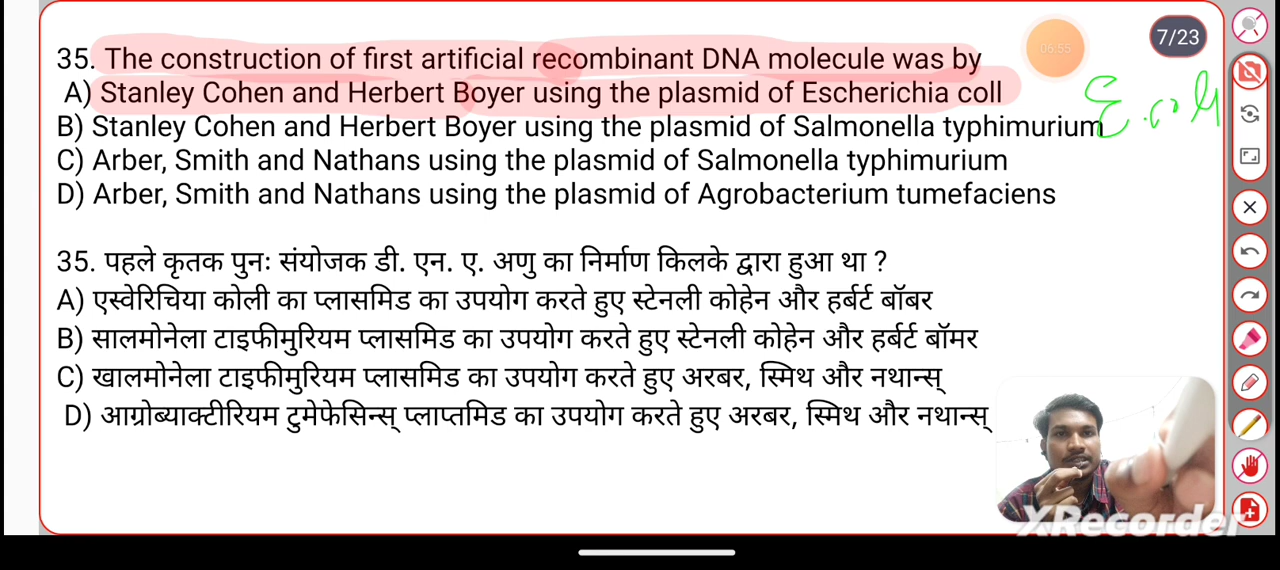 35. The construction of first artificial recombinant DNA molecule was by
06:55
7/23
A) Stanley Cohen and Herbert Boyer using the plasmid of Escherichia coll
E.coli
B) Stanley Cohen and Herbert Boyer using the plasmid of Salmonella typhimurium
C) Arber, Smith and Nathans using the plasmid of Salmonella typhimurium
D) Arber, Smith and Nathans using the plasmid of Agrobacterium tumefaciens
35. पहले कृतक पुनः संयोजक डी. एन. ए. अणु का निर्माण किलके द्वारा हुआ था ?
A) एस्वेरिचिया कोली का प्लासमिड का उपयोग करते हुए स्टेनली कोहेन और हर्बर्ट बॉबर
B) सालमोनेला टाइफीमुरियम प्लासमिड का उपयोग करते हुए स्टेनली कोहेन और हर्बर्ट बॉमर
C) खालमोनेला टाइफीमुरियम प्लासमिड का उपयोग करते हुए अरबर, स्मिथ और नथान्स्
D) आग्रोब्याक्टीरियम टुमेफेसिन्स् प्लाप्तमिड का उपयोग करते हुए अरबर, स्मिथ और नथान्स्
XRecorder